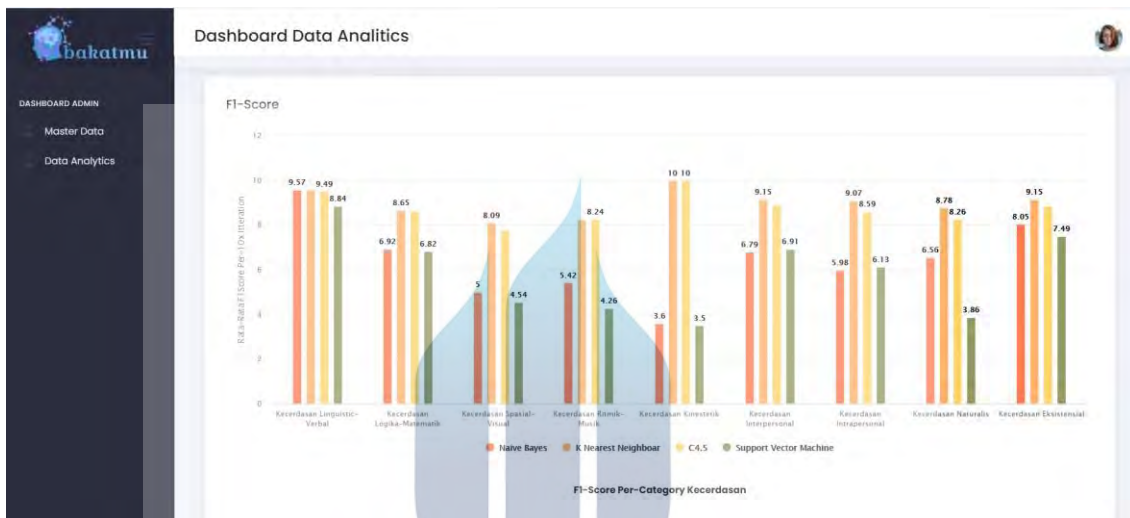 bakatmu
Dashboard Data Analitics
DASHBOARD ADMIN
Master Data
Data Analytics
F1-Score
Rata-Rata F1Score Per-10x Itteration
12
10
8
6
4
2
0
9.57 9.49 8.84
6.92 8.65 6.82
5 8.09 4.54
5.42 8.24 4.26
3.6 10 10 3.5
6.79 9.15 6.91
5.98 9.07 8.59 6.13
6.56 8.78 8.26 3.86
8.05 9.15 7.49
Kecerdasan Linguistic-
Verbal
Kecerdasan
Logika-Matematik
Kecerdasan Spatial-
Visual
Kecerdasan Ritmik-
Musik
Kecerdasan Kinestetik
Kecerdasan
Interpersonal
Kecerdasan
Intrapersonal
Kecerdasan Naturalis
Kecerdasan Eksistensial
Naive Bayes K Nearest Neighboar C4.5 Support Vector Machine
F1-Score Per-Category Kecerdasan